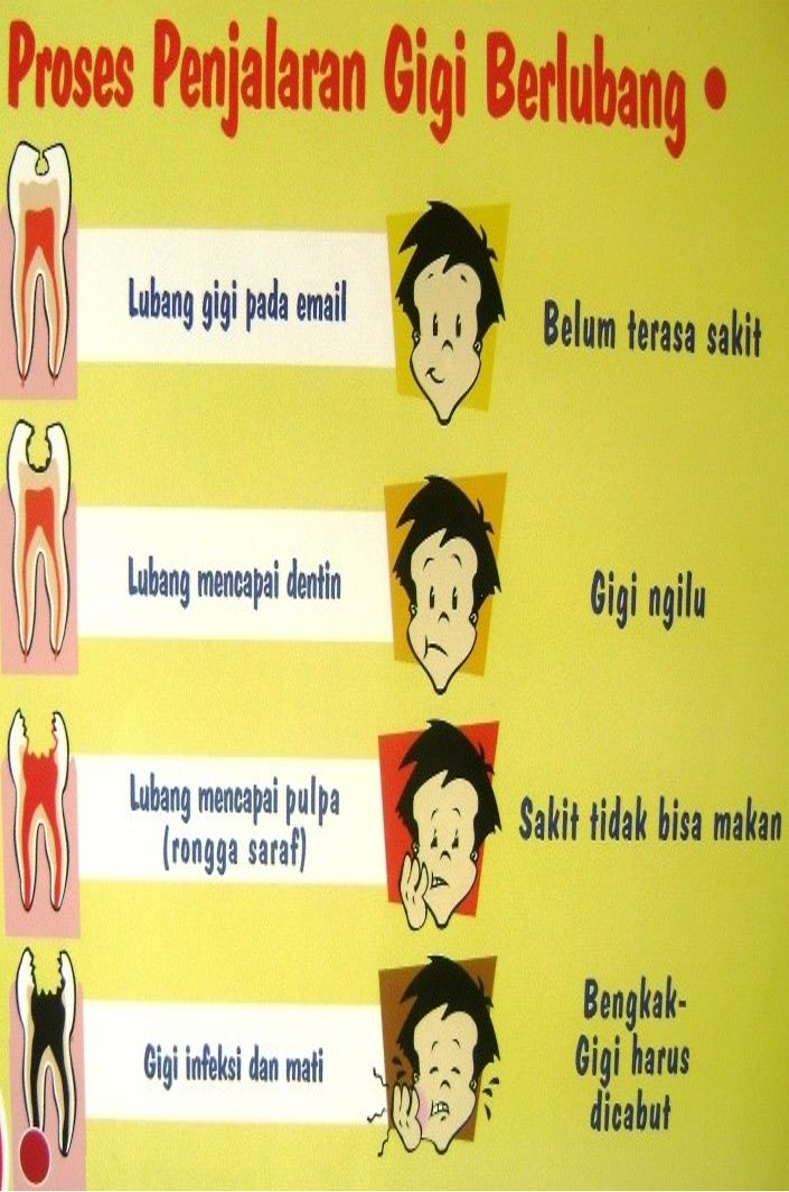 Proses Penjalaran Gigi Berlubang •
Lubang gigi pada email
Belum terasa sakit
Lubang mencapai dentin
Gigi ngilu
Lubang mencapai pulpa
(rongga saraf)
Sakit tidak bisa makan
Gigi infeksi dan mati
Bengkak-
Gigi harus
dicabut